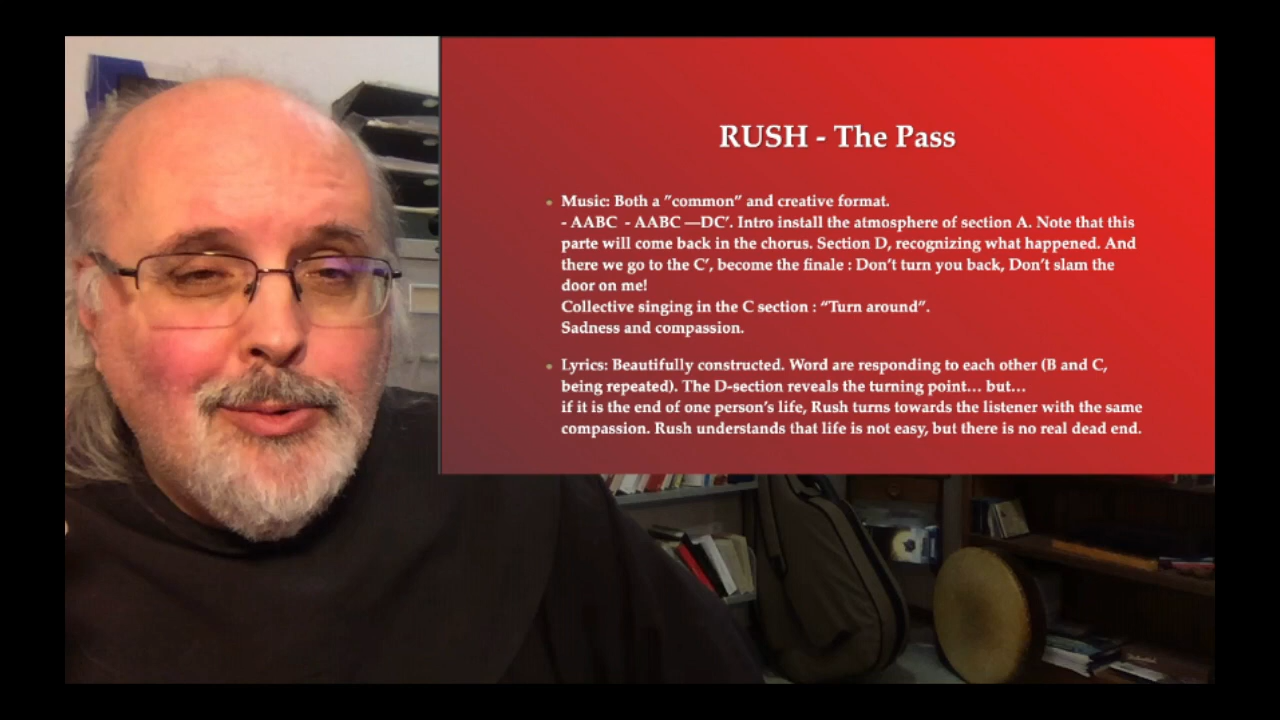 RUSH - The Pass
Music: Both a ”common” and creative format.
- AABC - AABC —DC’. Intro install the atmosphere of section A. Note that this
parte will come back in the chorus. Section D, recognizing what happened. And
there we go to the C’, become the finale : Don’t turn you back, Don’t slam the
door on me!
Collective singing in the C section : “Turn around”.
Sadness and compassion.
Lyrics: Beautifully constructed. Word are responding to each other (B and C,
being repeated). The D-section reveals the turning point… but…
if it is the end of one person’s life, Rush turns towards the listener with the same
compassion. Rush understands that life is not easy, but there is no real dead end.